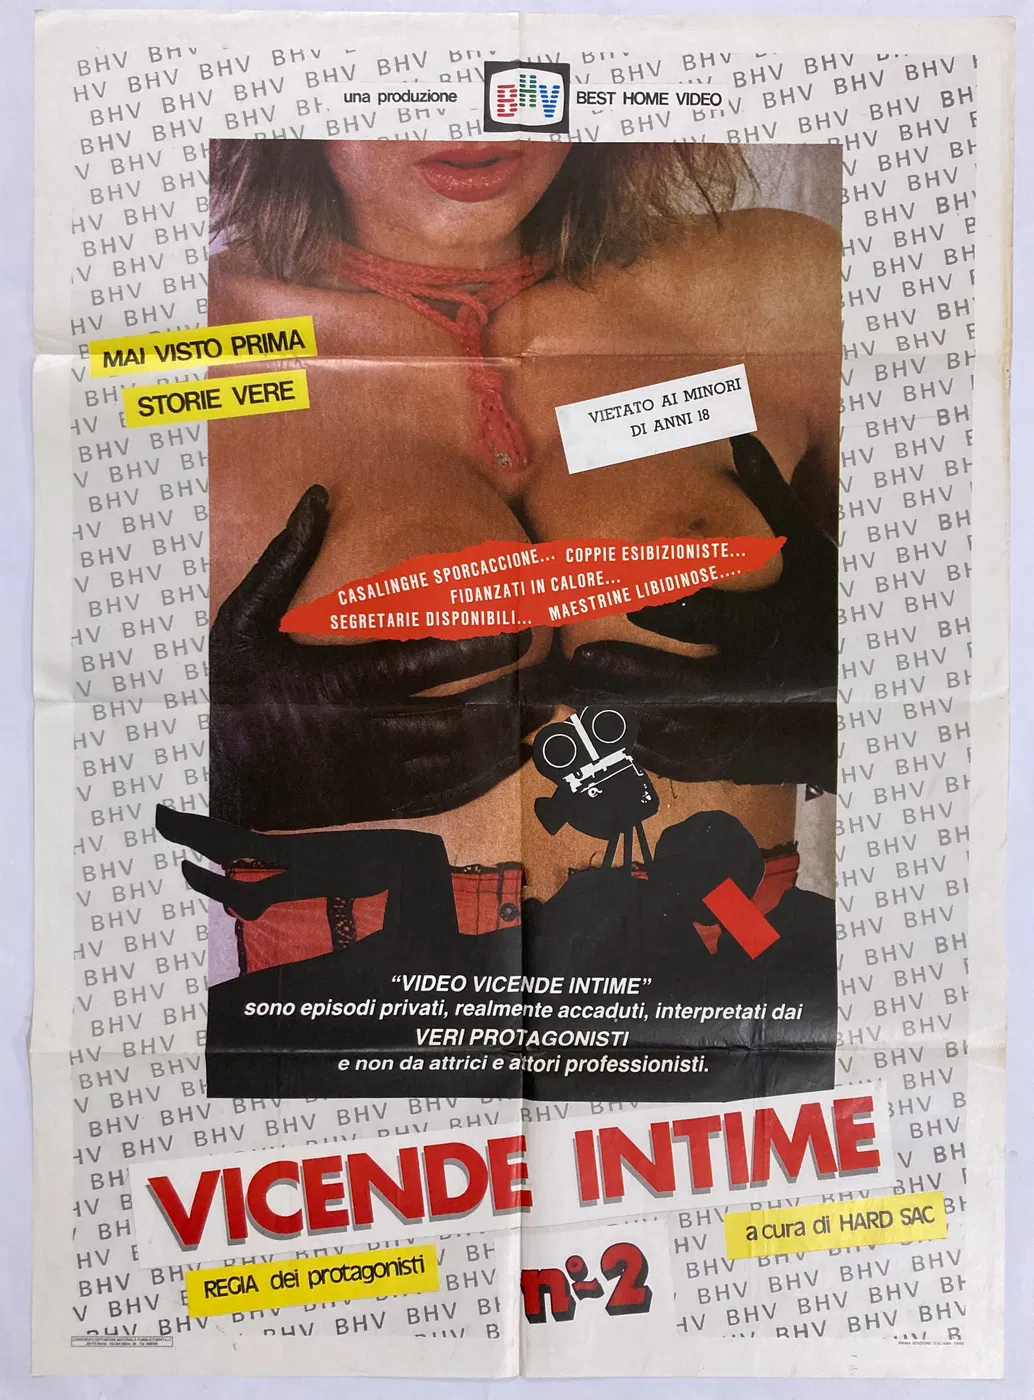 una produzione BHV BEST HOME VIDEO
MAI VISTO PRIMA
STORIE VERE
VIETATO AI MINORI
DI ANNI 18
CASALINGHE SPORCACCIONE... COPPIE ESIBIZIONISTE...
FIDANZATI IN CALORE...
SEGRETARIE DISPONIBILI... MAESTRINE LIBIDINOSE....
“VIDEO VICENDE INTIME”
sono episodi privati, realmente accaduti, interpretati dai
VERI PROTAGONISTI
e non da attrici e attori professionisti.
VICENDE INTIME
a cura di HARD SAC
REGIA dei protagonisti
nº2